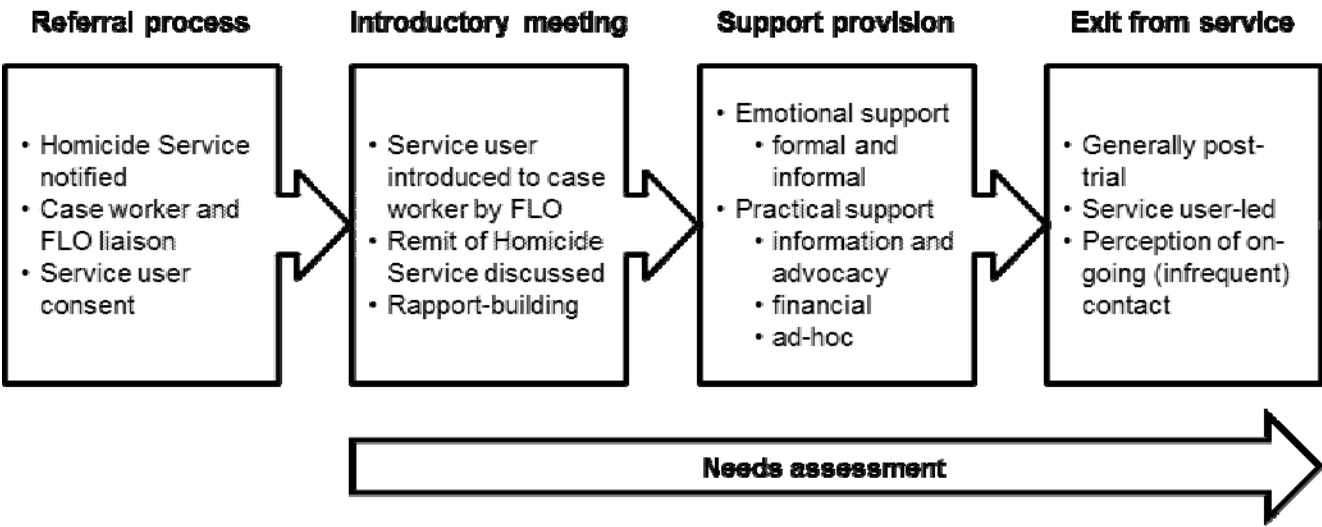 Referral process
• Homicide Service
notified
• Case worker and
FLO liaison
• Service user
consent
Introductory meeting
• Service user
introduced to case
worker by FLO
• Remit of Homicide
Service discussed
• Rapport-building
Support provision
• Emotional support
• formal and
informal
• Practical support
• information and
advocacy
• financial
• ad-hoc
Exit from service
• Generally post-
trial
• Service user-led
• Perception of on-
going (infrequent)
contact
Needs assessment